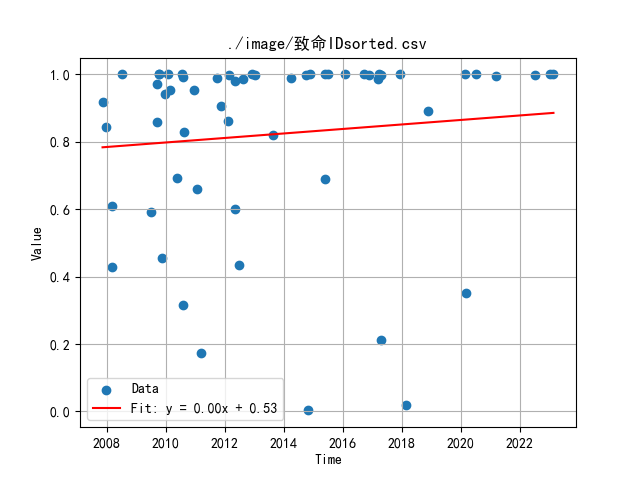 ./image/致命IDsorted.csv
Value
1.0
0.8
0.6
0.4
0.2
0.0
Data
Fit: y = 0.00x + 0.53
2008 2010 2012 2014 2016 2018 2020 2022
Time